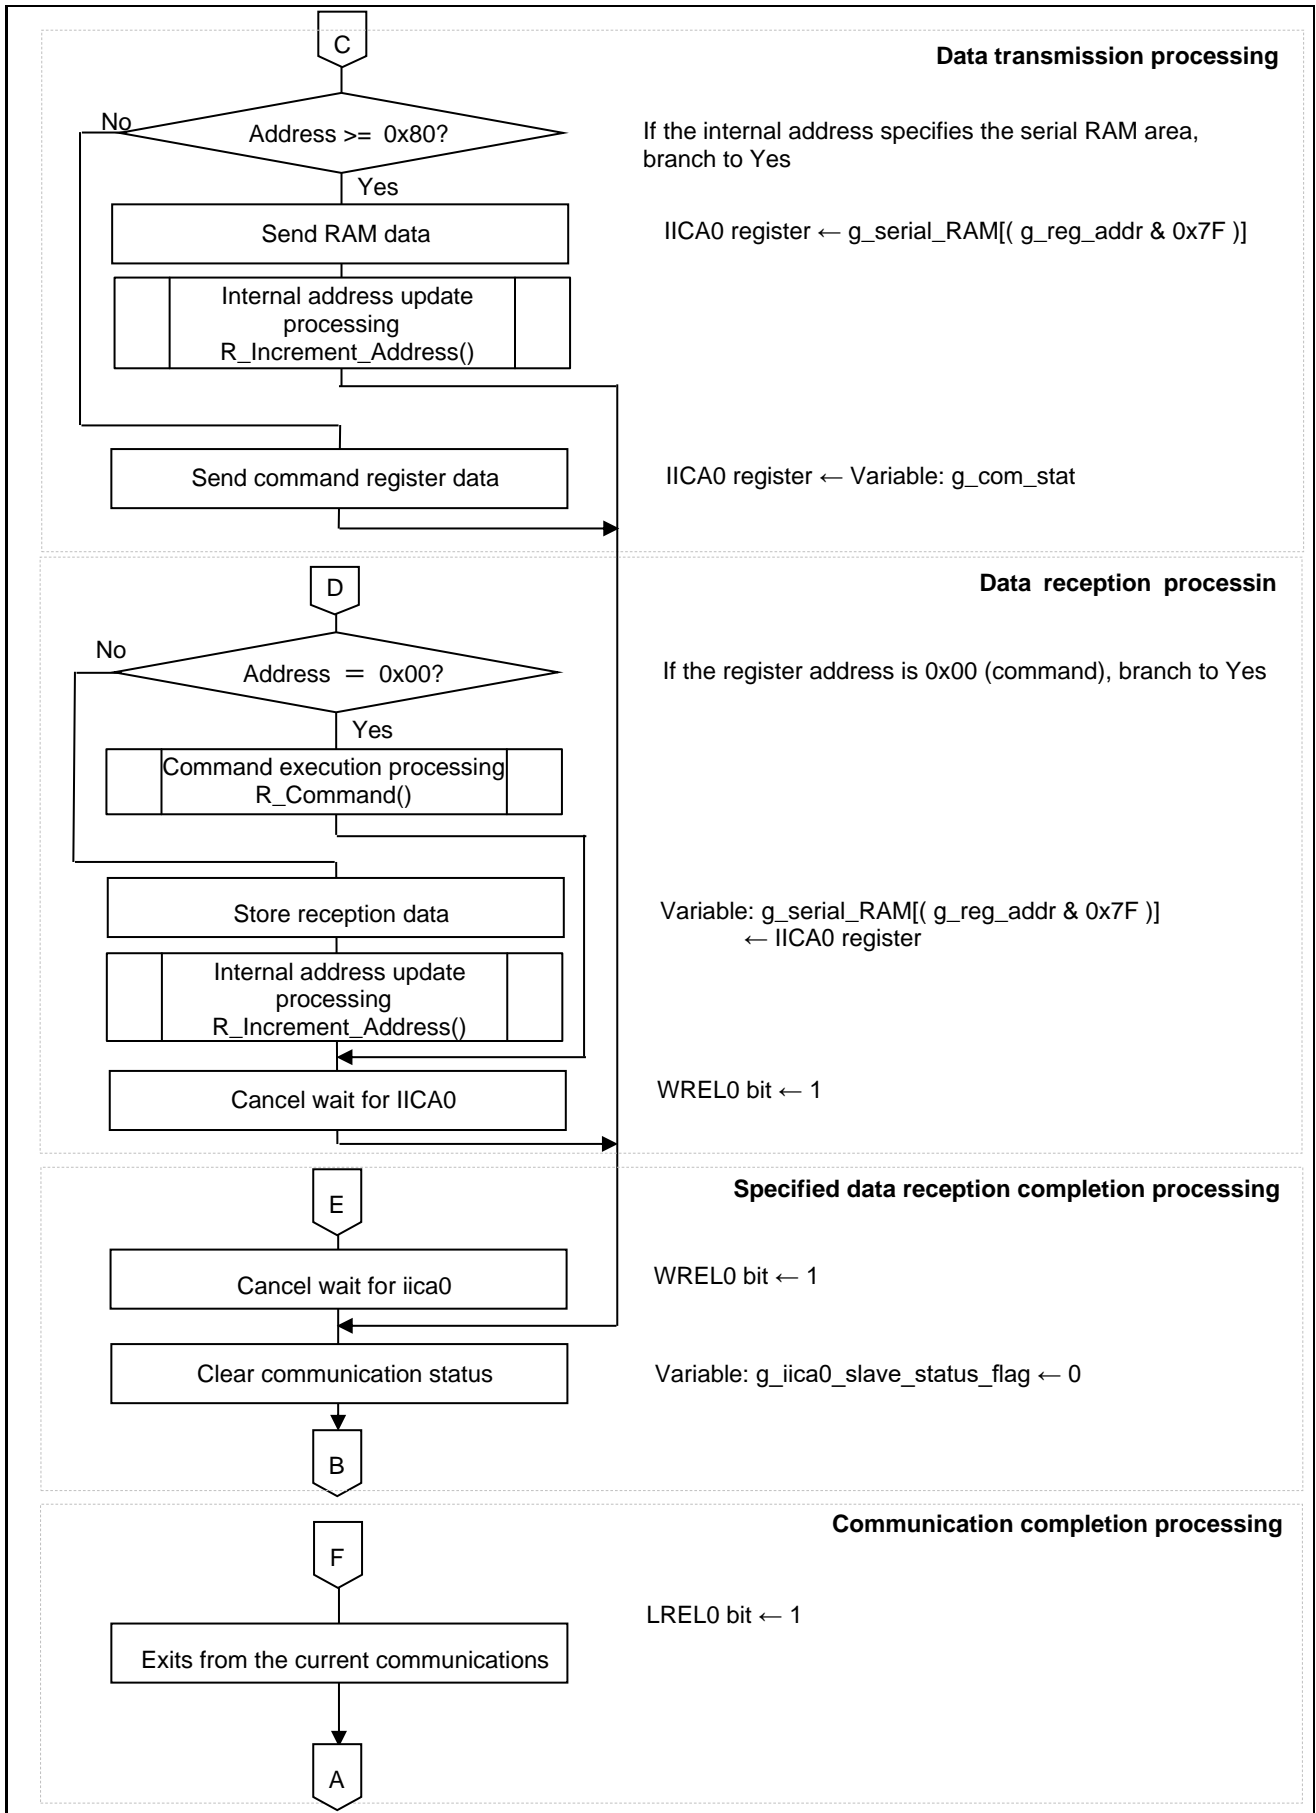 C
Data transmission processing
No
Address >= 0x80?
If the internal address specifies the serial RAM area,
branch to Yes
Yes
Send RAM data
IICA0 register ← g_serial_RAM[( g_reg_addr & 0x7F )]
Internal address update
processing
R_Increment_Address()
Send command register data
IICA0 register ← Variable: g_com_stat
D
Data reception processin
No
Address ＝ 0x00?
If the register address is 0x00 (command), branch to Yes
Yes
Command execution processing
R_Command()
Store reception data
Variable: g_serial_RAM[( g_reg_addr & 0x7F )]
← IICA0 register
Internal address update
processing
R_Increment_Address()
Cancel wait for IICA0
WREL0 bit ← 1
E
Specified data reception completion processing
Cancel wait for iica0
WREL0 bit ← 1
Clear communication status
Variable: g_iica0_slave_status_flag ← 0
B
Communication completion processing
F
LREL0 bit ← 1
Exits from the current communications
A